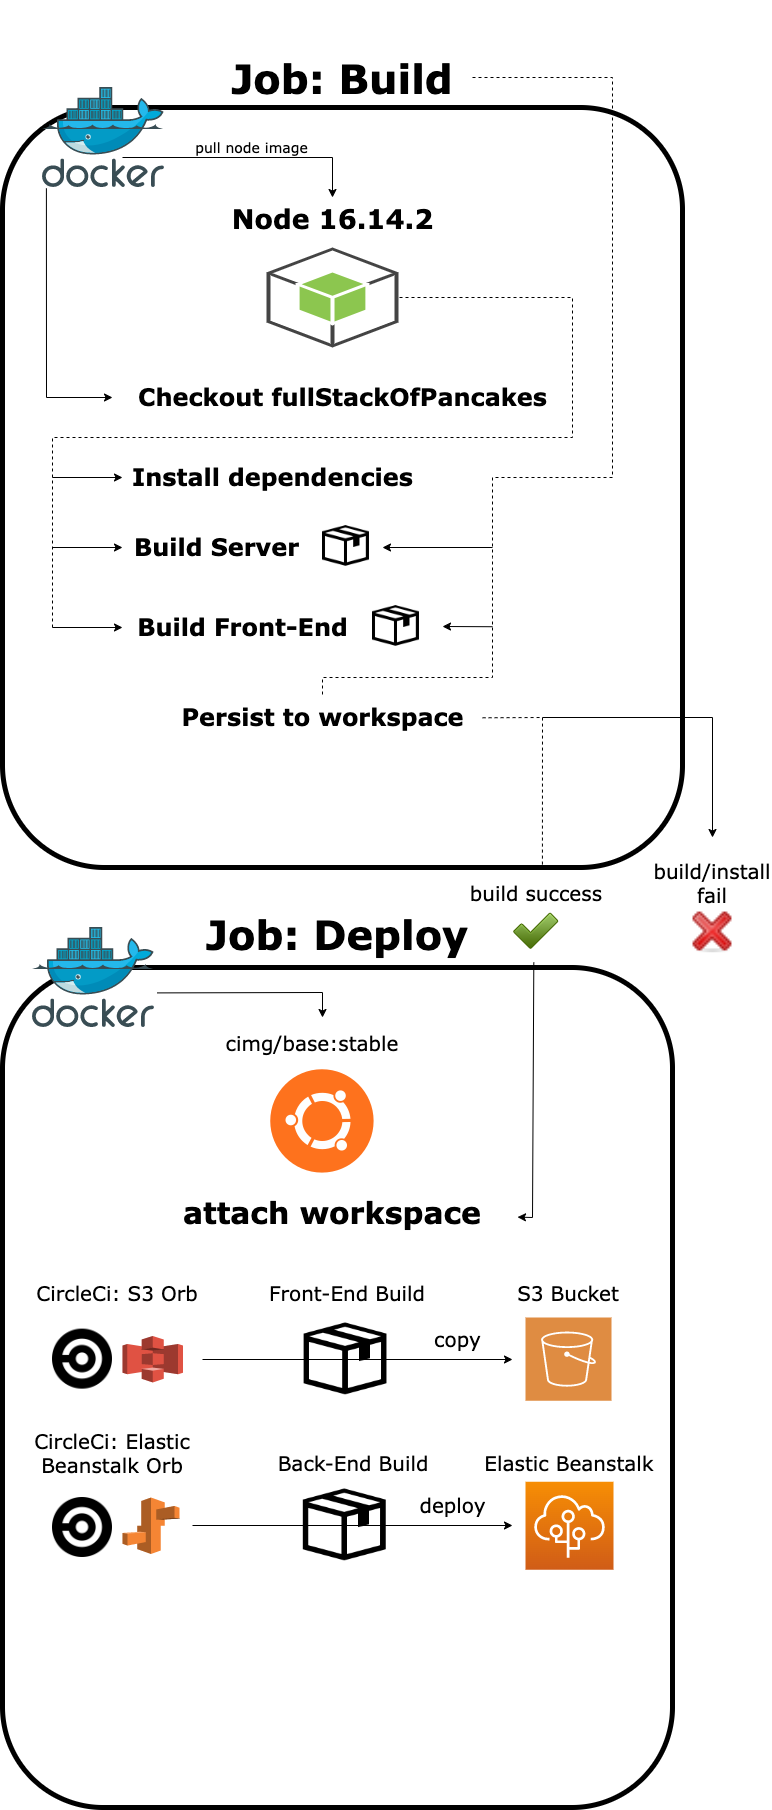 Job: Build
docker
pull node image
Node 16.14.2
Checkout fullStackOfPancakes
Install dependencies
Build Server
Build Front-End
Persist to workspace
build/install
fail
build success
Job: Deploy
docker
cimg/base:stable
attach workspace
CircleCi: S3 Orb
Front-End Build
S3 Bucket
copy
CircleCi: Elastic
Beanstalk Orb
Back-End Build
Elastic Beanstalk
deploy